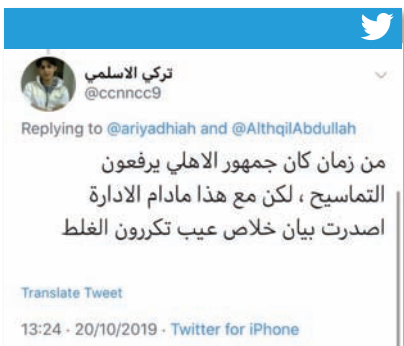 تركي الاسلمي
@ccnncc9
Replying to @ariyadhiah and @AlthqilAbdullah
من زمان كان جمهور الاهلي يرفعون
التماسيح ، لكن مع هذا مادام الادارة
اصدرت بيان خلاص عيب تكررون الغلط
Translate Tweet
13:24 · 20/10/2019 · Twitter for iPhone